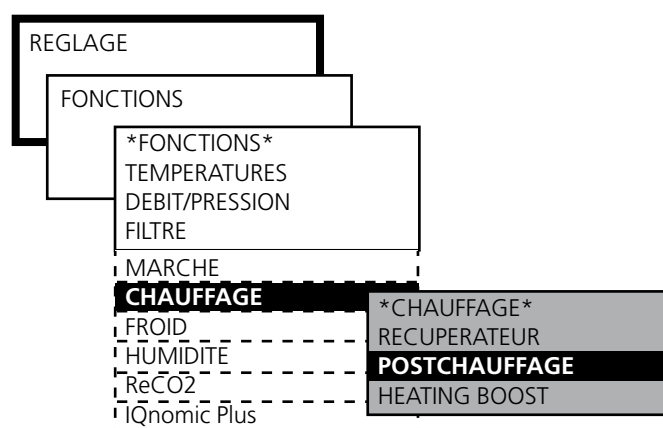 REGLAGE
FONCTIONS
*FONCTIONS*
TEMPERATURES
DEBIT/PRESSION
FILTRE
MARCHE
CHAUFFAGE
FROID
HUMIDITE
ReCO2
IQnomic Plus
*CHAUFFAGE*
RECUPERATEUR
POSTCHAUFFAGE
HEATING BOOST